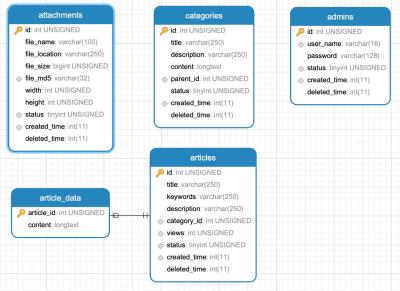 attachments
id: int UNSIGNED
file_name: varchar(100)
file_location: varchar(250)
file_size: bigint UNSIGNED
file_md5: varchar(32)
width: int UNSIGNED
height: int UNSIGNED
status: tinyint UNSIGNED
created_time: int(11)
deleted_time: int(11)
categories
id: int UNSIGNED
title: varchar(250)
description: varchar(250)
content: longtext
parent_id: int UNSIGNED
status: tinyint UNSIGNED
created_time: int(11)
deleted_time: int(11)
admins
id: int UNSIGNED
user_name: varchar(16)
password: varchar(128)
status: tinyint UNSIGNED
created_time: int(11)
deleted_time: int(11)
article_data
article_id: int UNSIGNED
content: longtext
articles
id: int UNSIGNED
title: varchar(250)
keywords: varchar(250)
description: varchar(250)
category_id: int UNSIGNED
views: int UNSIGNED
status: tinyint UNSIGNED
created_time: int(11)
deleted_time: int(11)